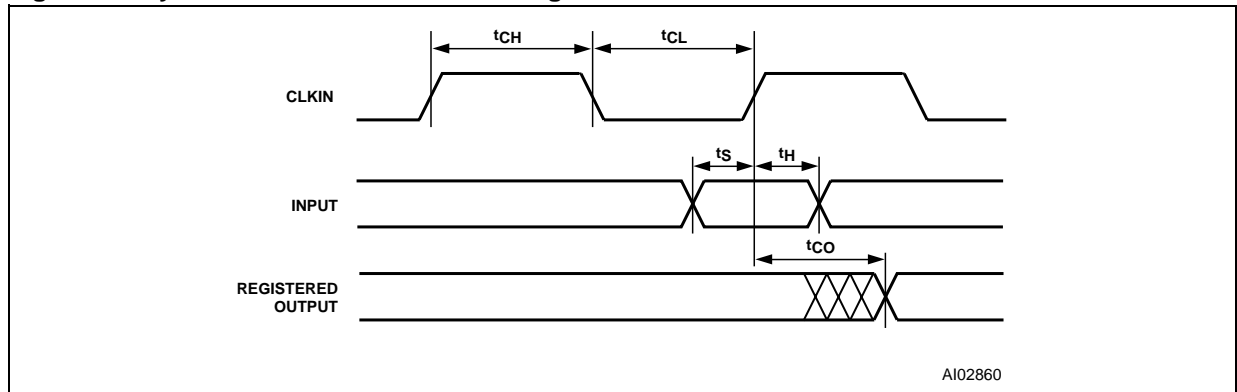 tCH tCL
CLKIN
tS tH
INPUT
tCO
REGISTERED
OUTPUT
AI02860